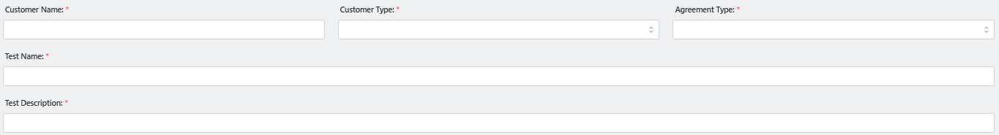 Customer Name: * Customer Type: * Agreement Type: *
Test Name: *
Test Description: *